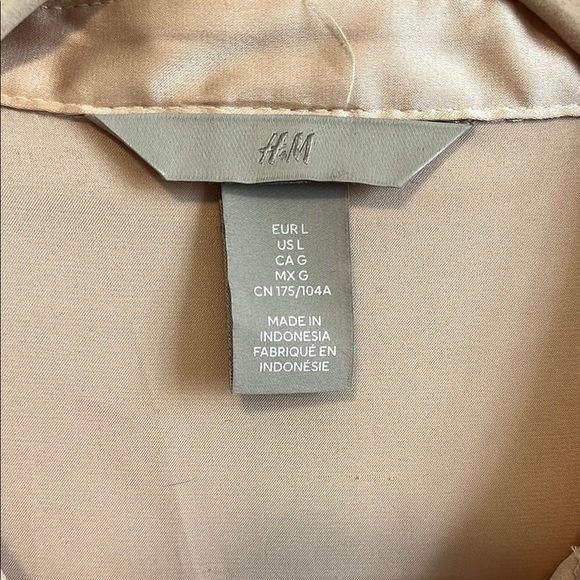 H&M
EUR L
US L
CA G
MX G
CN 175/104A
MADE IN
INDONESIA
FABRIQUÉ EN
INDONÉSIE